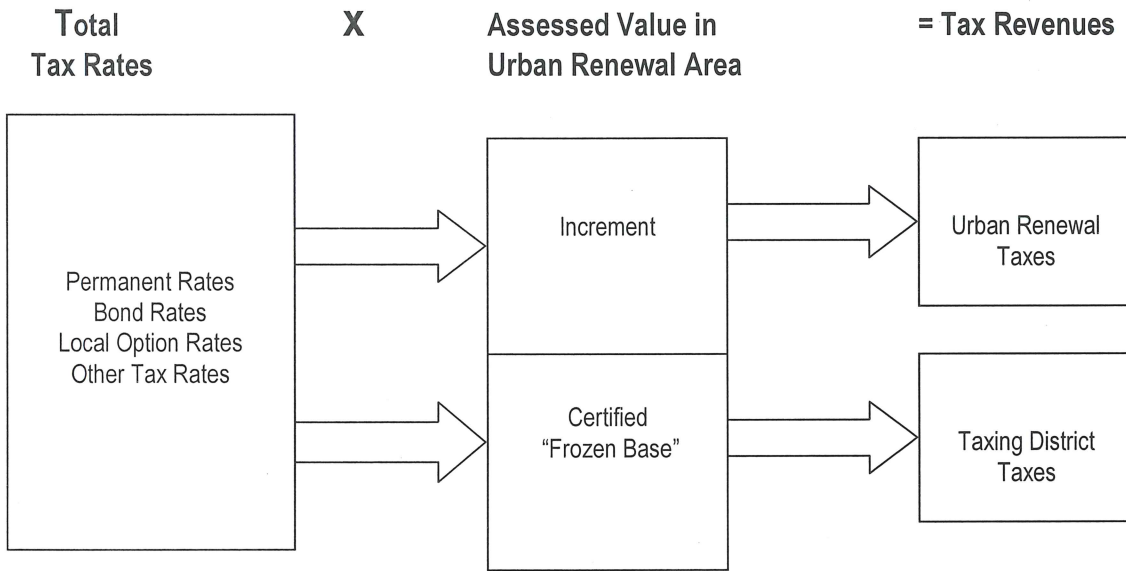 Total
Tax Rates
X
Assessed Value in
Urban Renewal Area
= Tax Revenues
Permanent Rates
Bond Rates
Local Option Rates
Other Tax Rates
Increment
Certified
“Frozen Base”
Urban Renewal
Taxes
Taxing District
Taxes